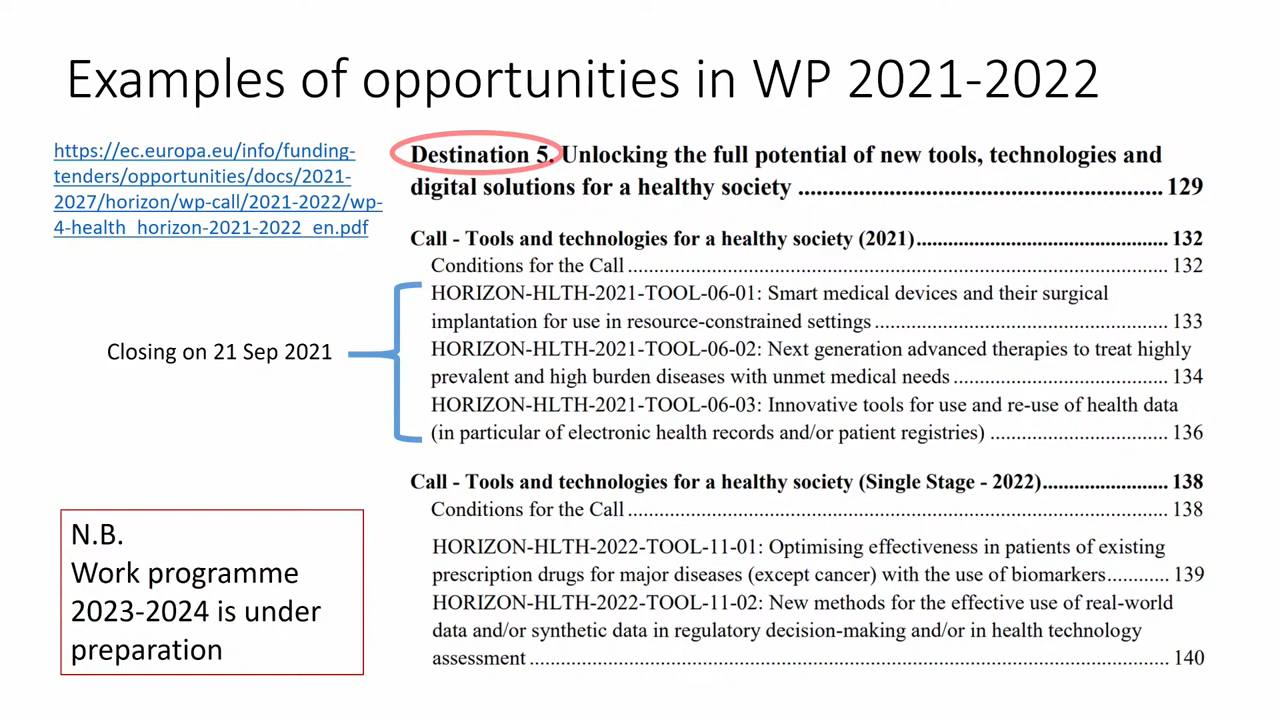 Examples of opportunities in WP 2021-2022
https://ec.europa.eu/info/funding-
tenders/opportunities/docs/2021-
2027/horizon/wp-call/2021-2022/wp-
4-health_horizon-2021-2022_en.pdf
Destination 5. Unlocking the full potential of new tools, technologies and
digital solutions for a healthy society ........................................................ 129
Call - Tools and technologies for a healthy society (2021)....................................... 132
Conditions for the Call ........................................................................................ 132
HORIZON-HLTH-2021-TOOL-06-01: Smart medical devices and their surgical
implantation for use in resource-constrained settings ............................................... 133
HORIZON-HLTH-2021-TOOL-06-02: Next generation advanced therapies to treat highly
prevalent and high burden diseases with unmet medical needs .................................. 134
HORIZON-HLTH-2021-TOOL-06-03: Innovative tools for use and re-use of health data
(in particular of electronic health records and/or patient registries) ............................ 136
Closing on 21 Sep 2021
Call - Tools and technologies for a healthy society (Single Stage - 2022).................... 138
Conditions for the Call ........................................................................................ 138
HORIZON-HLTH-2022-TOOL-11-01: Optimising effectiveness in patients of existing
prescription drugs for major diseases (except cancer) with the use of biomarkers........... 139
HORIZON-HLTH-2022-TOOL-11-02: New methods for the effective use of real-world
data and/or synthetic data in regulatory decision-making and/or in health technology
assessment ......................................................................................................... 140
N.B.
Work programme
2023-2024 is under
preparation